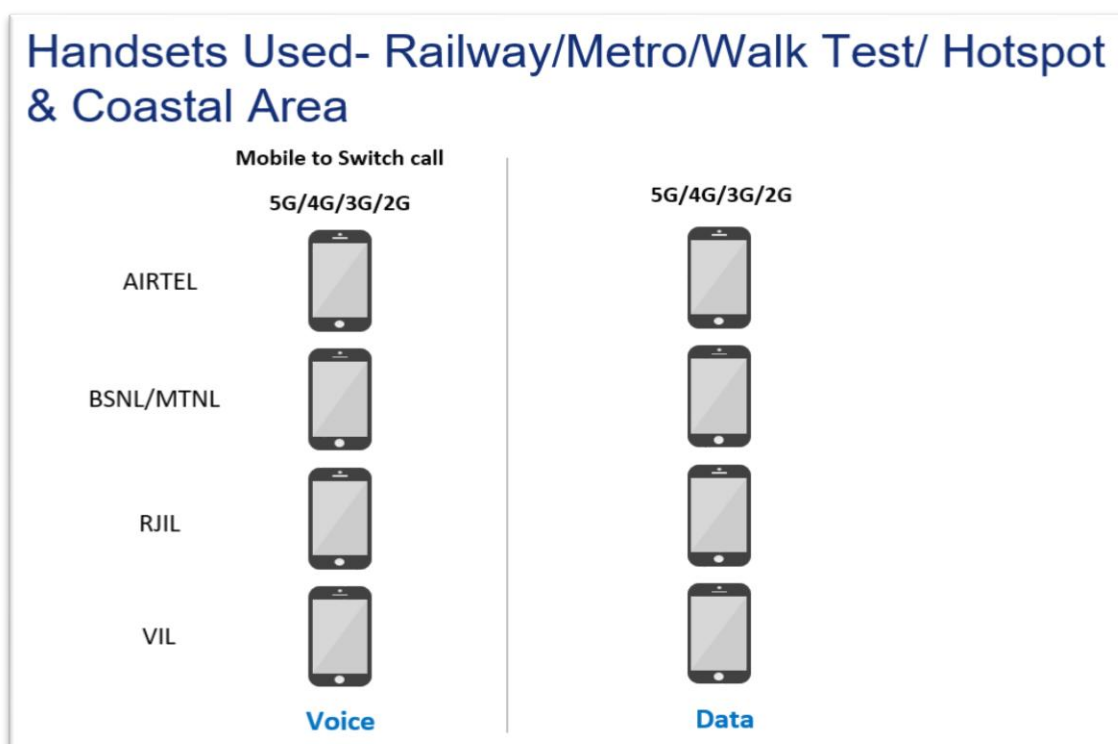 Handsets Used- Railway/Metro/Walk Test/ Hotspot
& Coastal Area
Mobile to Switch call
5G/4G/3G/2G
5G/4G/3G/2G
AIRTEL
BSNL/MTNL
RJIL
VIL
Voice
Data